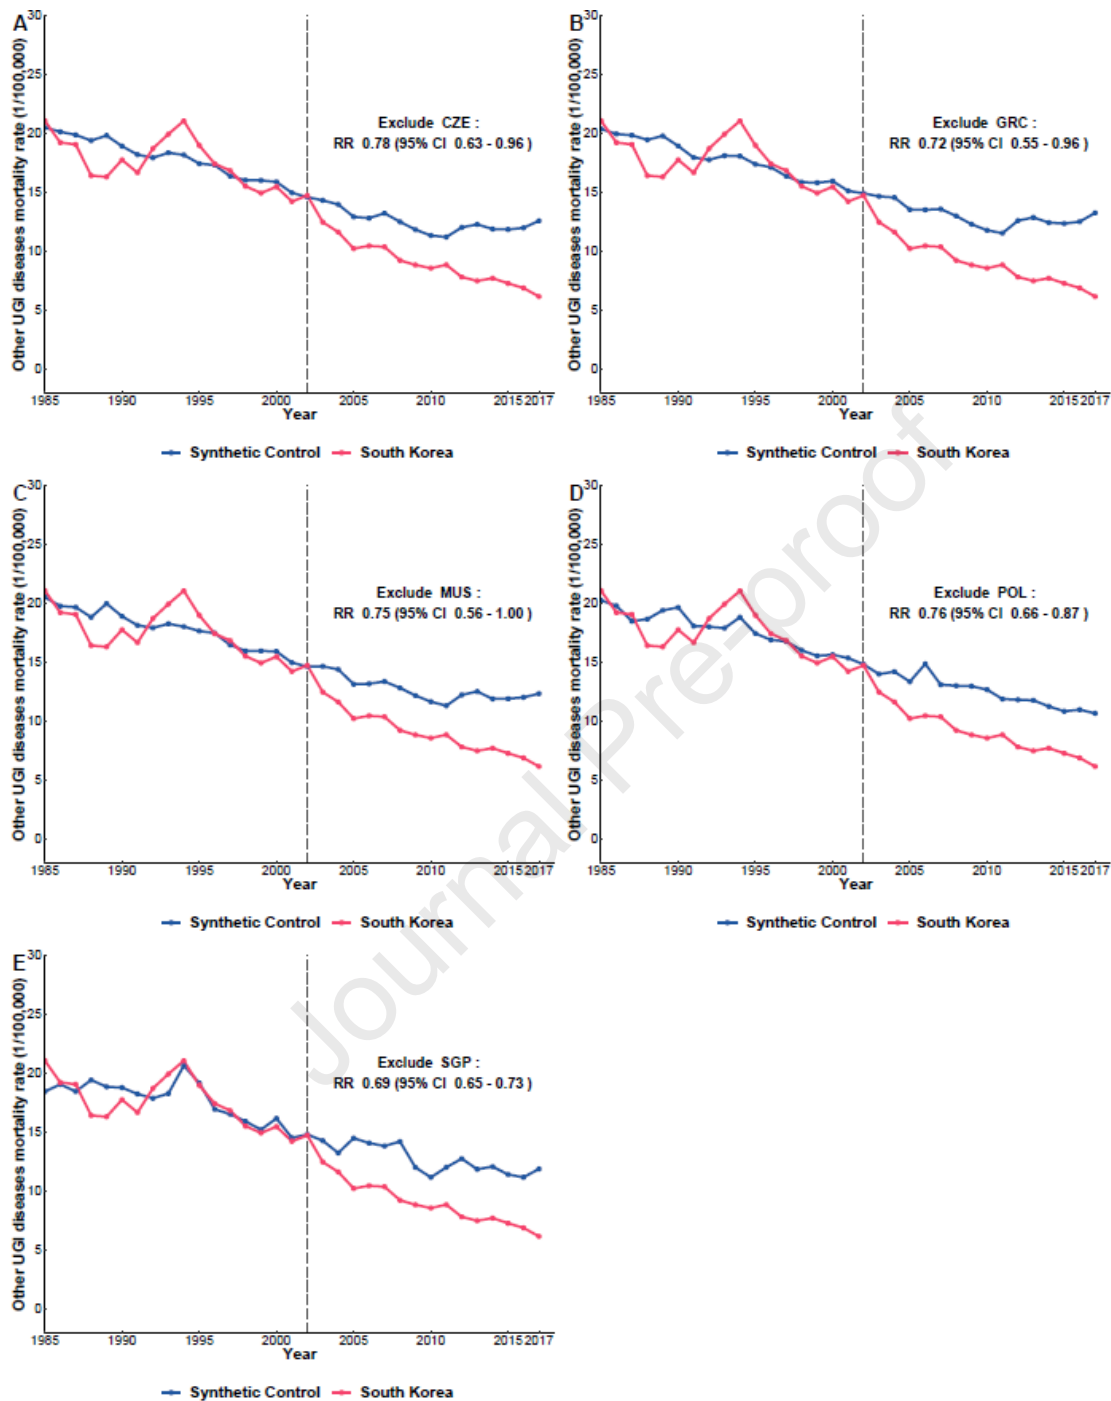 A
Other UGI diseases mortality rate (1/100,000)
30
25
20
15
10
5
0
Exclude CZE :
RR 0.78 (95% CI 0.63 - 0.96 )
1985 1990 1995 2000 2005 2010 2015 2017
Year
Synthetic Control South Korea
B
Other UGI diseases mortality rate (1/100,000)
30
25
20
15
10
5
0
Exclude GRC :
RR 0.72 (95% CI 0.55 - 0.96 )
1985 1990 1995 2000 2005 2010 2015 2017
Year
Synthetic Control South Korea
C
Other UGI diseases mortality rate (1/100,000)
30
25
20
15
10
5
0
Exclude MUS :
RR 0.75 (95% CI 0.56 - 1.00 )
1985 1990 1995 2000 2005 2010 2015 2017
Year
Synthetic Control South Korea
D
Other UGI diseases mortality rate (1/100,000)
30
25
20
15
10
5
0
Exclude POL :
RR 0.76 (95% CI 0.66 - 0.87 )
1985 1990 1995 2000 2005 2010 2015 2017
Year
Synthetic Control South Korea
E
Other UGI diseases mortality rate (1/100,000)
30
25
20
15
10
5
0
Exclude SGP :
RR 0.69 (95% CI 0.65 - 0.73 )
1985 1990 1995 2000 2005 2010 2015 2017
Year
Synthetic Control South Korea
Journal Pre-proof